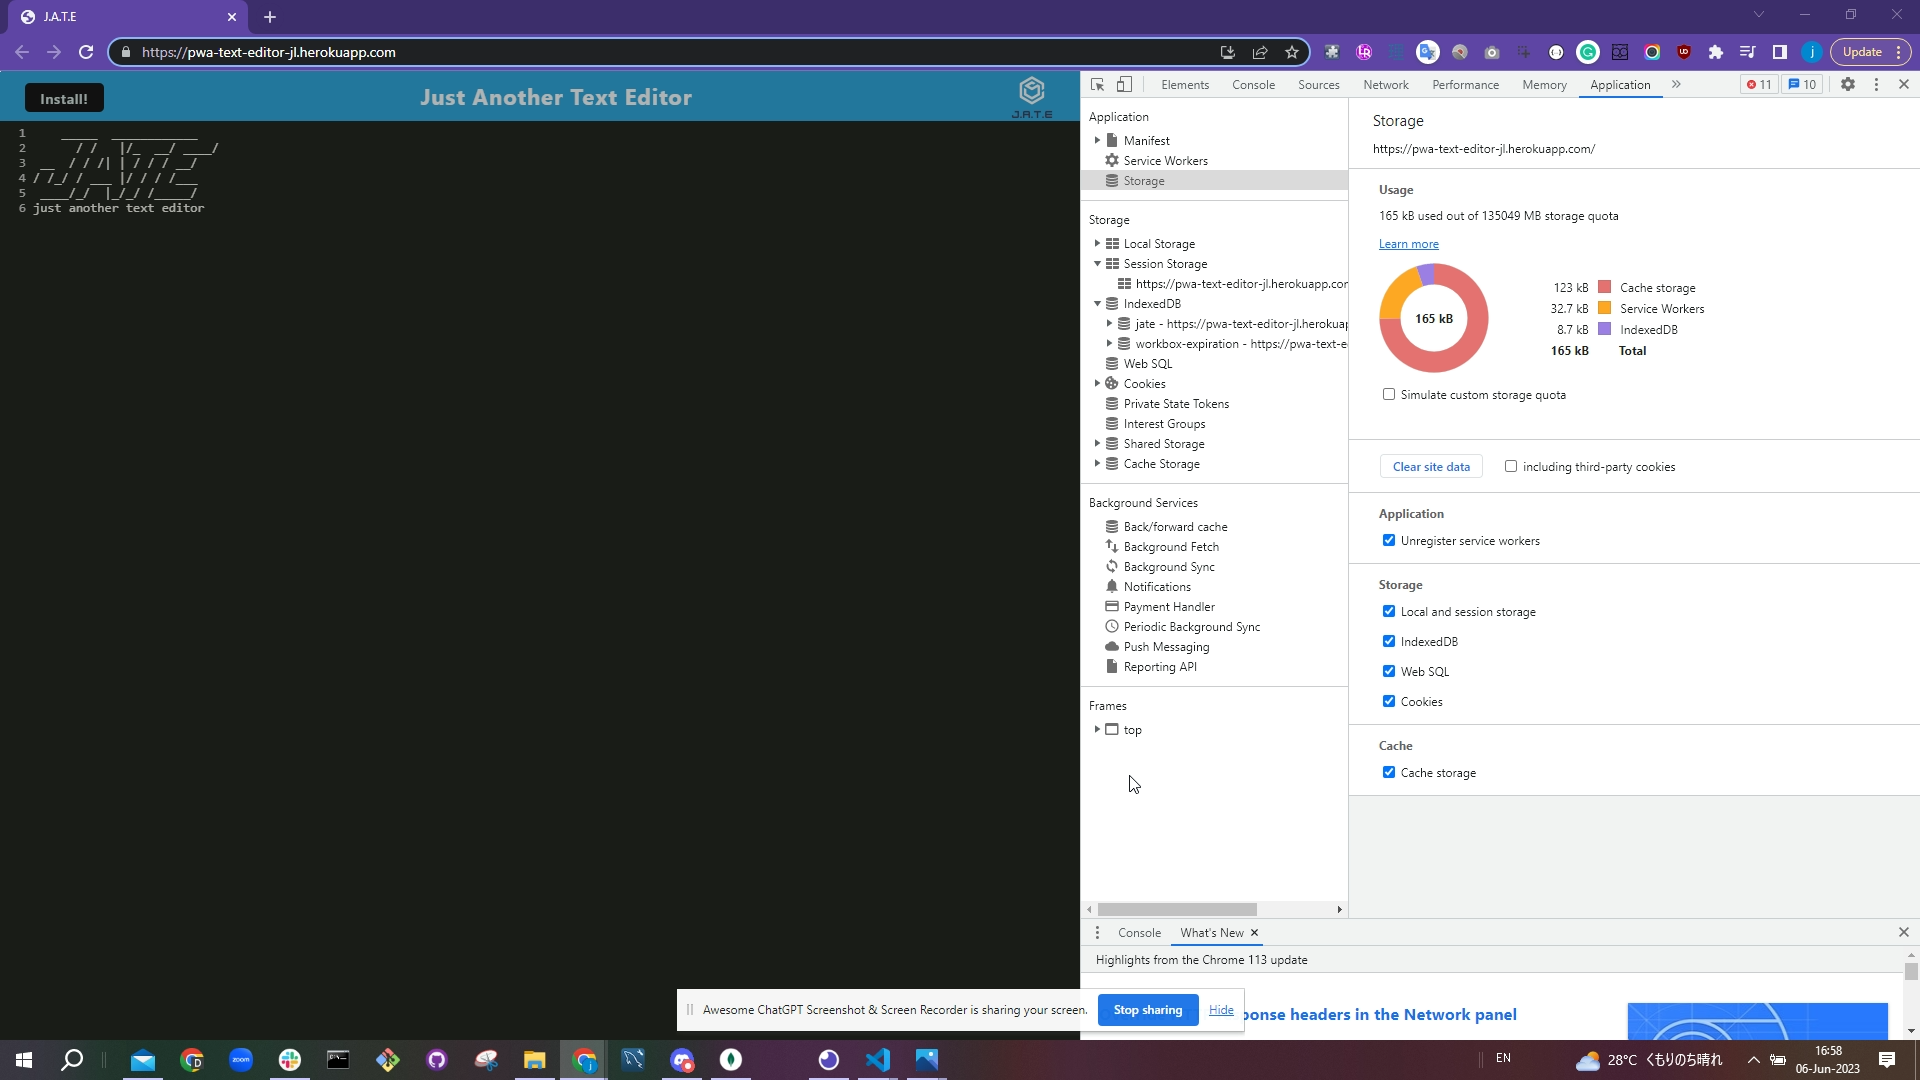 J.A.T.E
https://pwa-text-editor-jl.herokuapp.com
Update
Install!
Just Another Text Editor
J.A.T.E
1
2
3
4
5
6 just another text editor
Elements Console Sources Network Performance Memory Application
11
10
Application
Manifest
Service Workers
Storage
Storage
Local Storage
Session Storage
https://pwa-text-editor-jl.herokuapp.cor
IndexedDB
jate - https://pwa-text-editor-jl.herokuap
workbox-expiration - https://pwa-text-e
Web SQL
Cookies
Private State Tokens
Interest Groups
Shared Storage
Cache Storage
Background Services
Back/forward cache
Background Fetch
Background Sync
Notifications
Payment Handler
Periodic Background Sync
Push Messaging
Reporting API
Frames
top
Storage
https://pwa-text-editor-jl.herokuapp.com/
Usage
165 kB used out of 135049 MB storage quota
Learn more
165 kB
123 kB Cache storage
32.7 kB Service Workers
8.7 kB IndexedDB
165 kB Total
Simulate custom storage quota
Clear site data including third-party cookies
Application
Unregister service workers
Storage
Local and session storage
IndexedDB
Web SQL
Cookies
Cache
Cache storage
Console What's New
Highlights from the Chrome 113 update
ponse headers in the Network panel
Awesome ChatGPT Screenshot & Screen Recorder is sharing your screen.
Stop sharing
Hide
zoom
EN
28°C くもりのち晴れ
16:58
06-Jun-2023